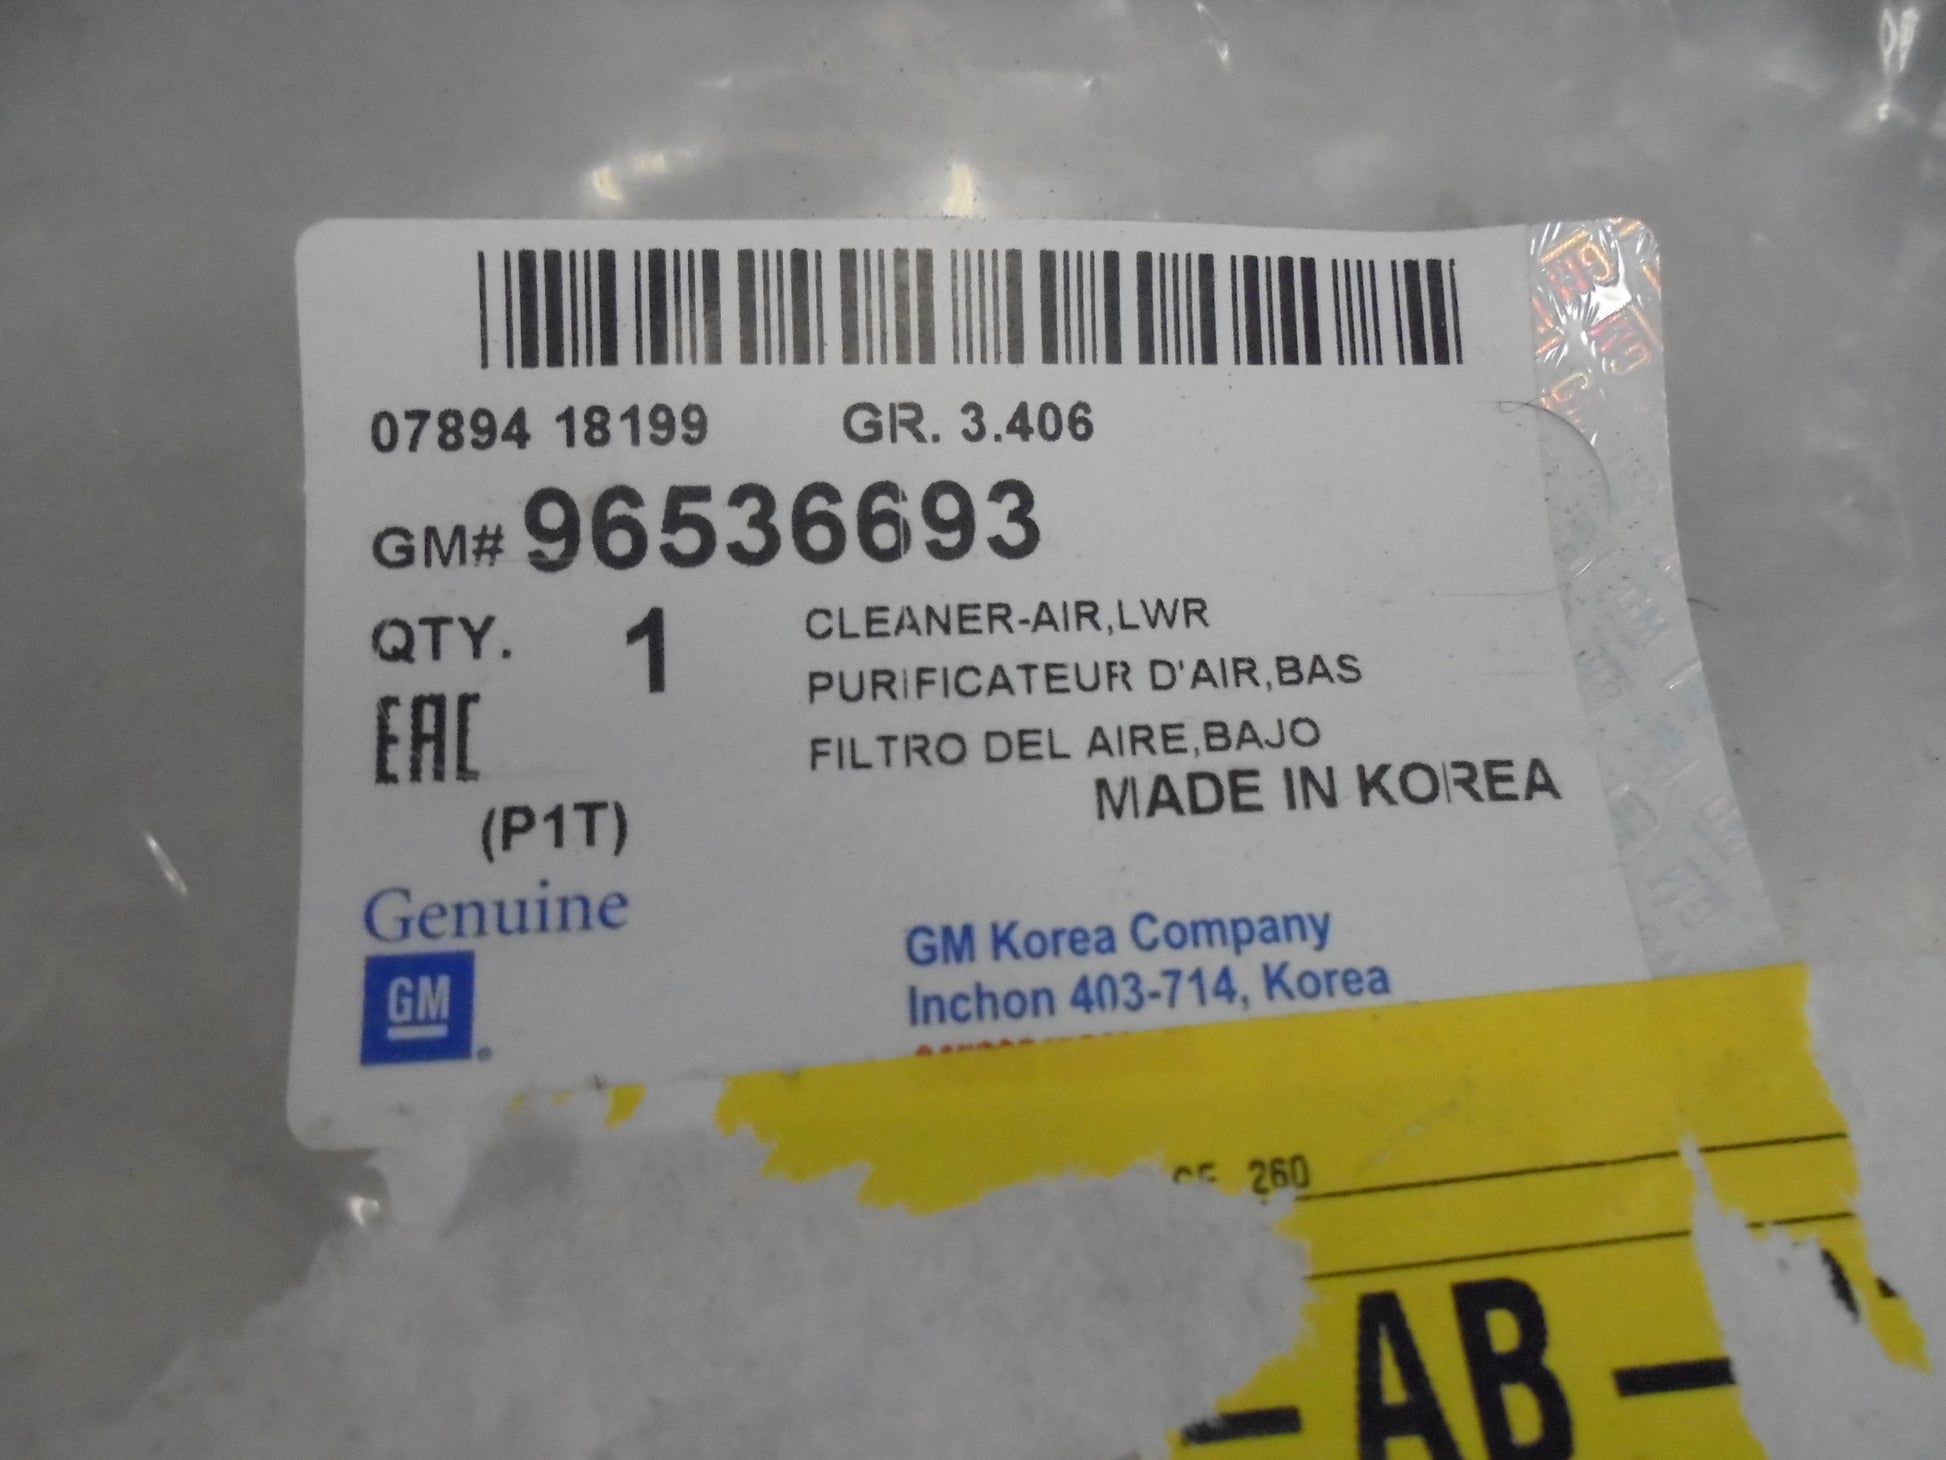 07894 18199 GR. 3.406
GM# 96536693
QTY. 1
CLEANER-AIR,LWR
PURIFICATEUR D'AIR,BAS
FILTRO DEL AIRE,BAJO
MADE IN KOREA
EAC
(P1T)
Genuine
GM
GM Korea Company
Inchon 403-714, Korea
260
— AB —